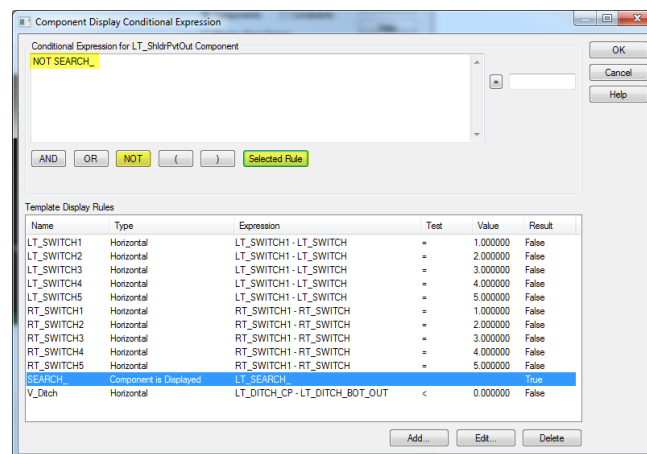 Component Display Conditional Expression
Conditional Expression for LT_ShldrPvtOut Component
OK
NOT SEARCH_
=
Cancel
Help
AND OR NOT ( ) Selected Rule
Template Display Rules
Name Type Expression Test Value Result
LT_SWITCH1 Horizontal LT_SWITCH1 - LT_SWITCH = 1.000000 False
LT_SWITCH2 Horizontal LT_SWITCH1 - LT_SWITCH = 2.000000 False
LT_SWITCH3 Horizontal LT_SWITCH1 - LT_SWITCH = 3.000000 False
LT_SWITCH4 Horizontal LT_SWITCH1 - LT_SWITCH = 4.000000 False
LT_SWITCH5 Horizontal LT_SWITCH1 - LT_SWITCH = 5.000000 False
RT_SWITCH1 Horizontal RT_SWITCH1 - RT_SWITCH = 1.000000 False
RT_SWITCH2 Horizontal RT_SWITCH1 - RT_SWITCH = 2.000000 False
RT_SWITCH3 Horizontal RT_SWITCH1 - RT_SWITCH = 3.000000 False
RT_SWITCH4 Horizontal RT_SWITCH1 - RT_SWITCH = 4.000000 False
RT_SWITCH5 Horizontal RT_SWITCH1 - RT_SWITCH = 5.000000 False
SEARCH_ Component is Displayed LT_SEARCH_ True
V_Ditch Horizontal LT_DITCH_CP - LT_DITCH_BOT_OUT < 0.000000 False
Add... Edit... Delete